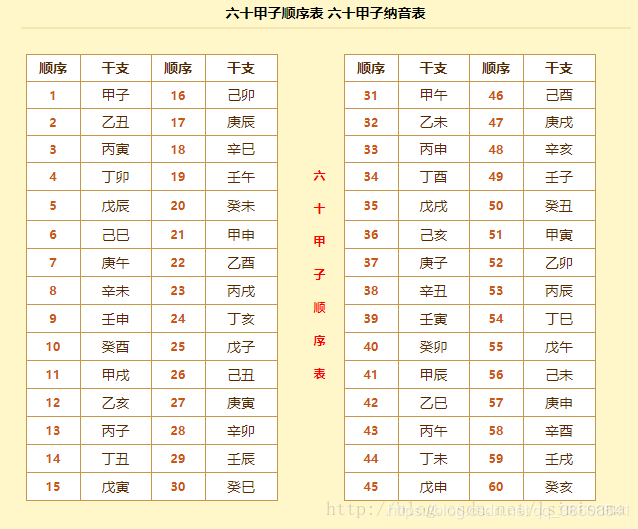 六十甲子顺序表 六十甲子纳音表
顺序 干支 顺序 干支
1 甲子 16 己卯
2 乙丑 17 庚辰
3 丙寅 18 辛巳
4 丁卯 19 壬午
5 戊辰 20 癸未
6 己巳 21 甲申
7 庚午 22 乙酉
8 辛未 23 丙戌
9 壬申 24 丁亥
10 癸酉 25 戊子
11 甲戌 26 己丑
12 乙亥 27 庚寅
13 丙子 28 辛卯
14 丁丑 29 壬辰
15 戊寅 30 癸巳
六
十
甲
子
顺
序
表
顺序 干支 顺序 干支
31 甲午 46 己酉
32 乙未 47 庚戌
33 丙申 48 辛亥
34 丁酉 49 壬子
35 戊戌 50 癸丑
36 己亥 51 甲寅
37 庚子 52 乙卯
38 辛丑 53 丙辰
39 壬寅 54 丁巳
40 癸卯 55 戊午
41 甲辰 56 己未
42 乙巳 57 庚申
43 丙午 58 辛酉
44 丁未 59 壬戌
45 戊申 60 癸亥